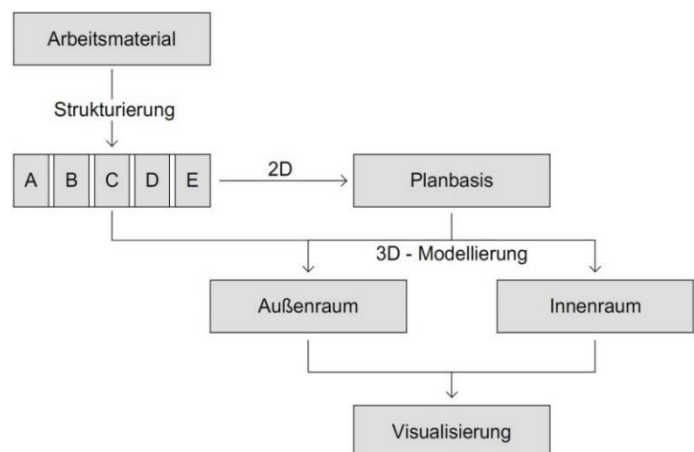 Arbeitsmaterial
Strukturierung
A B C D E
2D
Planbasis
3D - Modellierung
Außenraum
Innenraum
Visualisierung